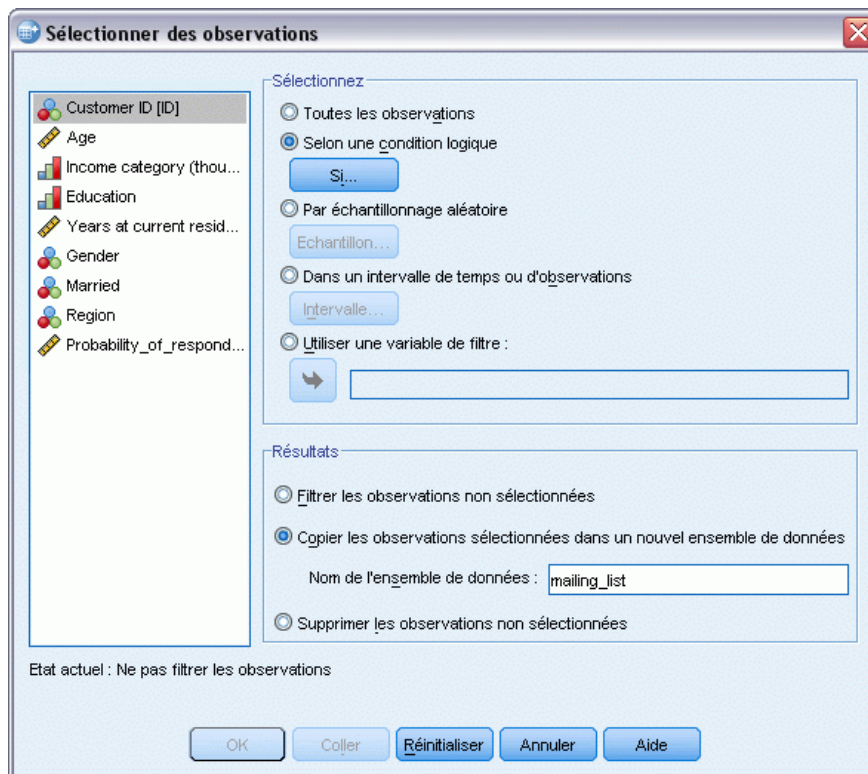 Sélectionner des observations
Customer ID [ID]
Age
Income category (thou...
Education
Years at current resid...
Gender
Married
Region
Probability_of_respond...
Sélectionnez
Toutes les observations
Selon une condition logique
Si...
Par échantillonnage aléatoire
Echantillon...
Dans un intervalle de temps ou d'observations
Intervalle...
Utiliser une variable de filtre :
Résultats
Filtrer les observations non sélectionnées
Copier les observations sélectionnées dans un nouvel ensemble de données
Nom de l'ensemble de données : mailing_list
Supprimer les observations non sélectionnées
Etat actuel : Ne pas filtrer les observations
OK Coller Réinitialiser Annuler Aide